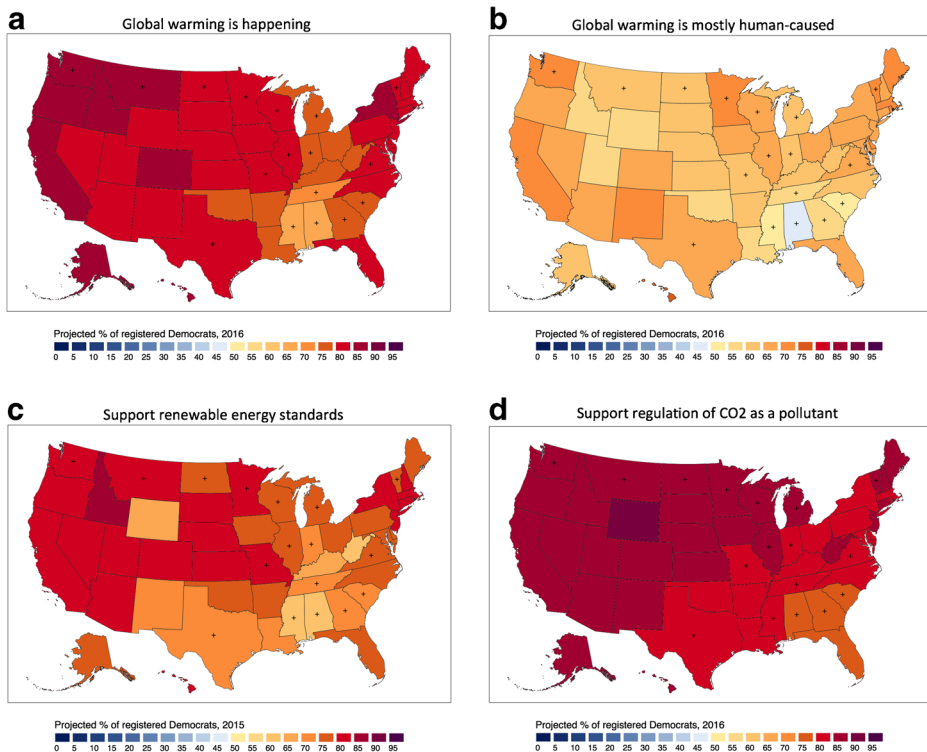 a
Global warming is happening
Projected % of registered Democrats, 2016
0 5 10 15 20 25 30 35 40 45 50 55 60 65 70 75 80 85 90 95
b
Global warming is mostly human-caused
Projected % of registered Democrats, 2016
0 5 10 15 20 25 30 35 40 45 50 55 60 65 70 75 80 85 90 95
c
Support renewable energy standards
Projected % of registered Democrats, 2015
0 5 10 15 20 25 30 35 40 45 50 55 60 65 70 75 80 85 90 95
d
Support regulation of CO2 as a pollutant
Projected % of registered Democrats, 2016
0 5 10 15 20 25 30 35 40 45 50 55 60 65 70 75 80 85 90 95